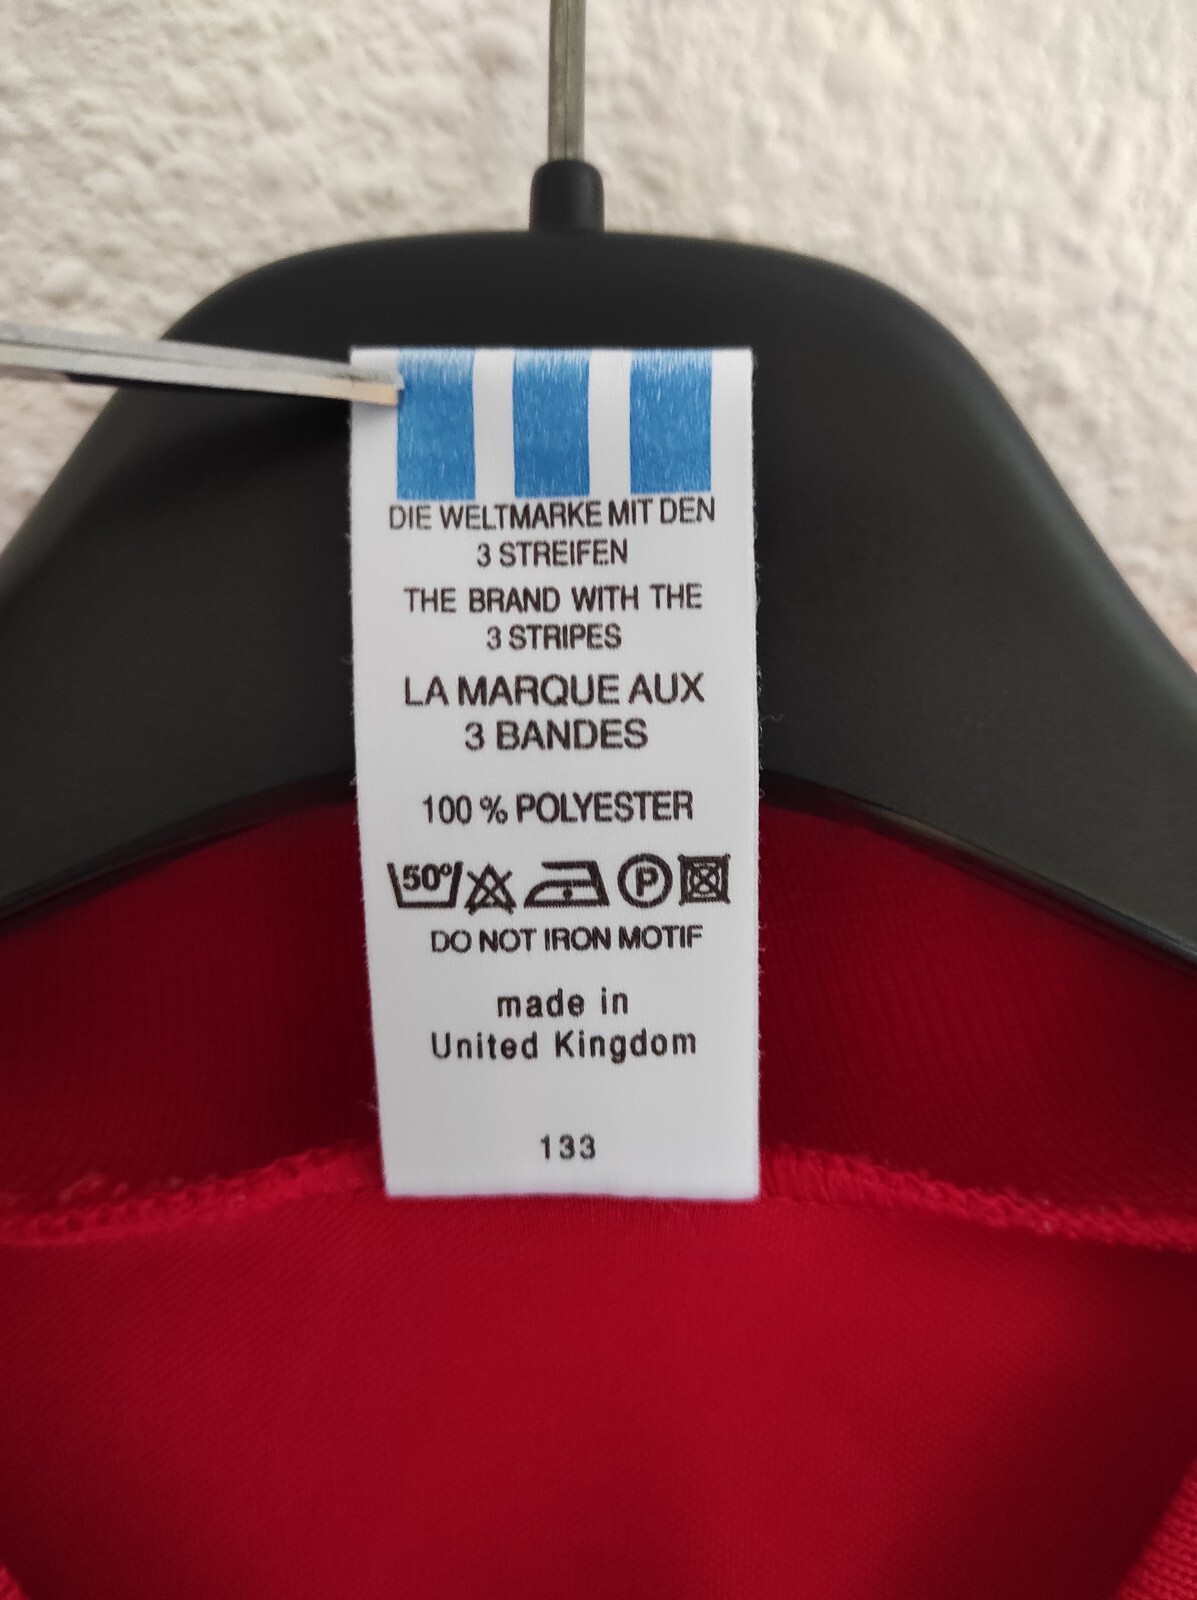 DIE WELTMARKE MIT DEN
3 STREIFEN
THE BRAND WITH THE
3 STRIPES
LA MARQUE AUX
3 BANDES
100 % POLYESTER
50° P
DO NOT IRON MOTIF
made in
United Kingdom
133